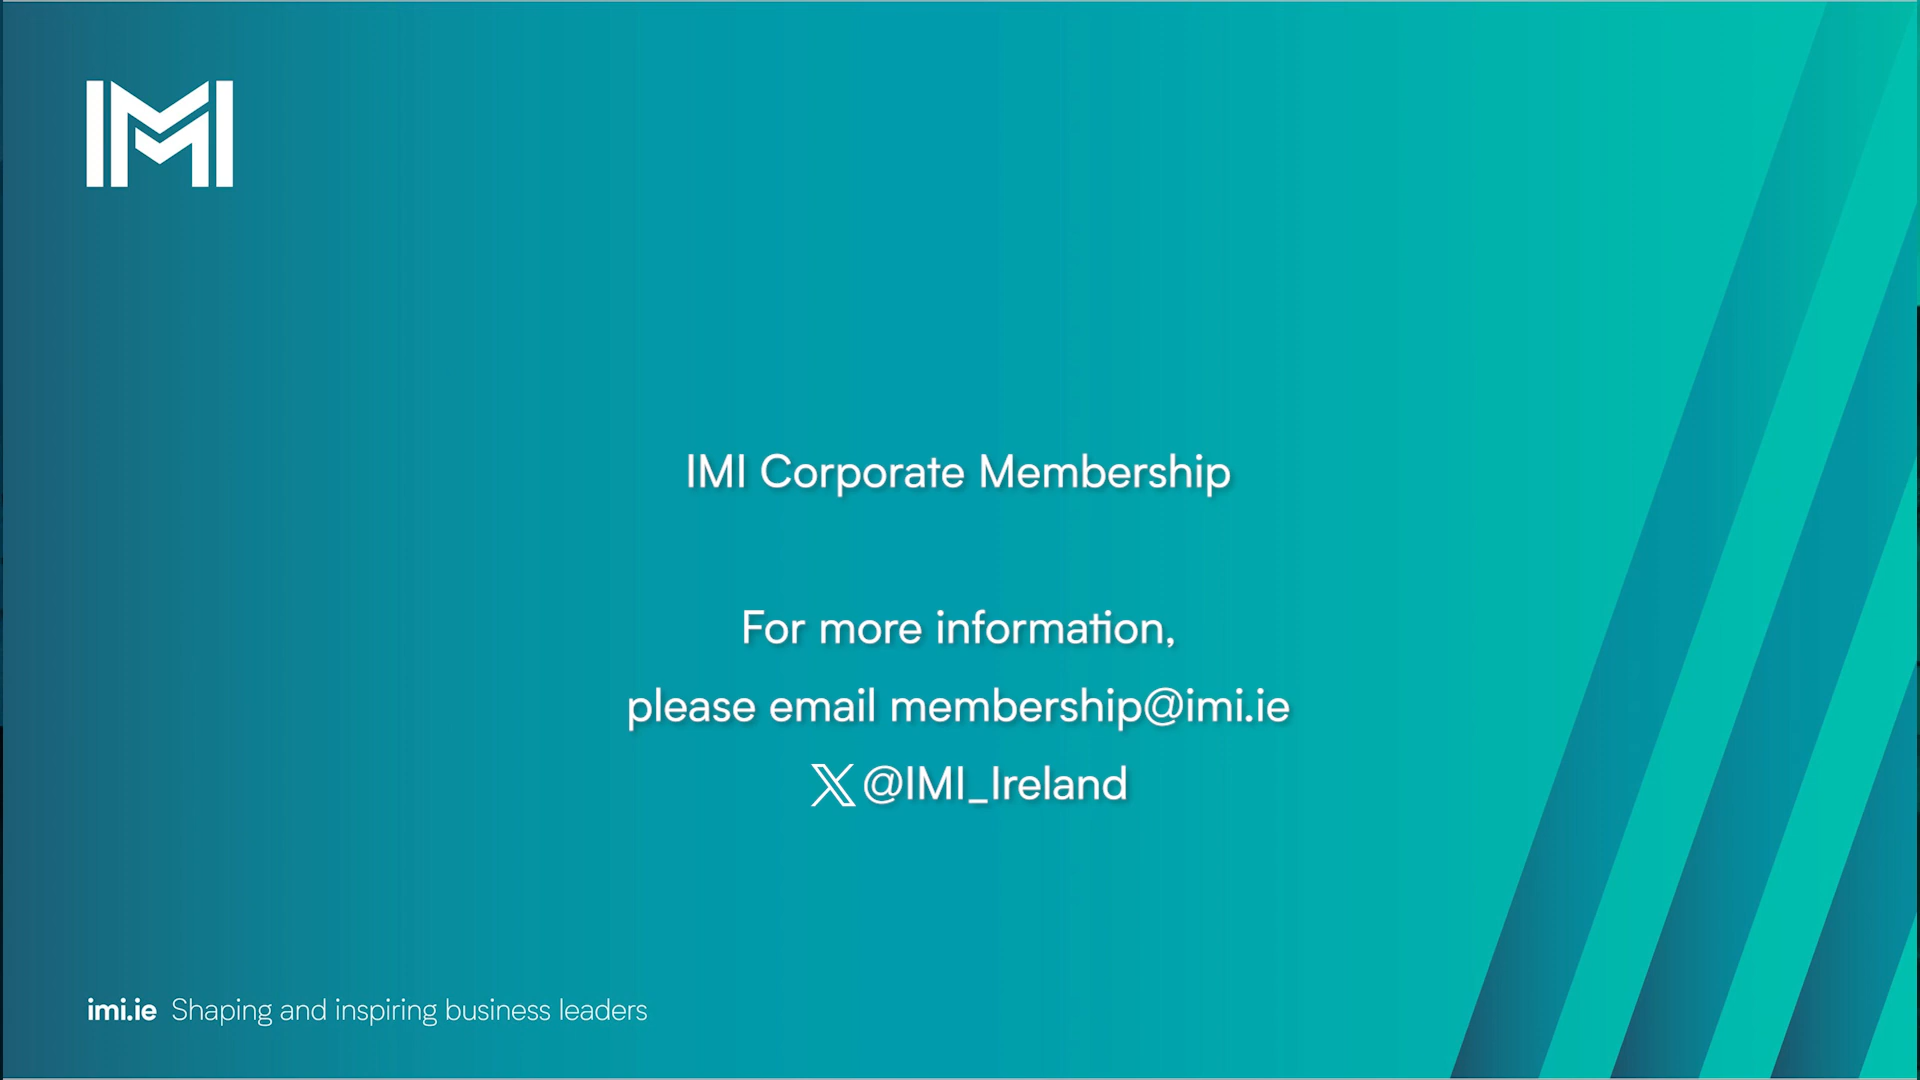 IMI
IMI Corporate Membership
For more information,
please email membership@imi.ie
X @IMI_Ireland
imi.ie Shaping and inspiring business leaders